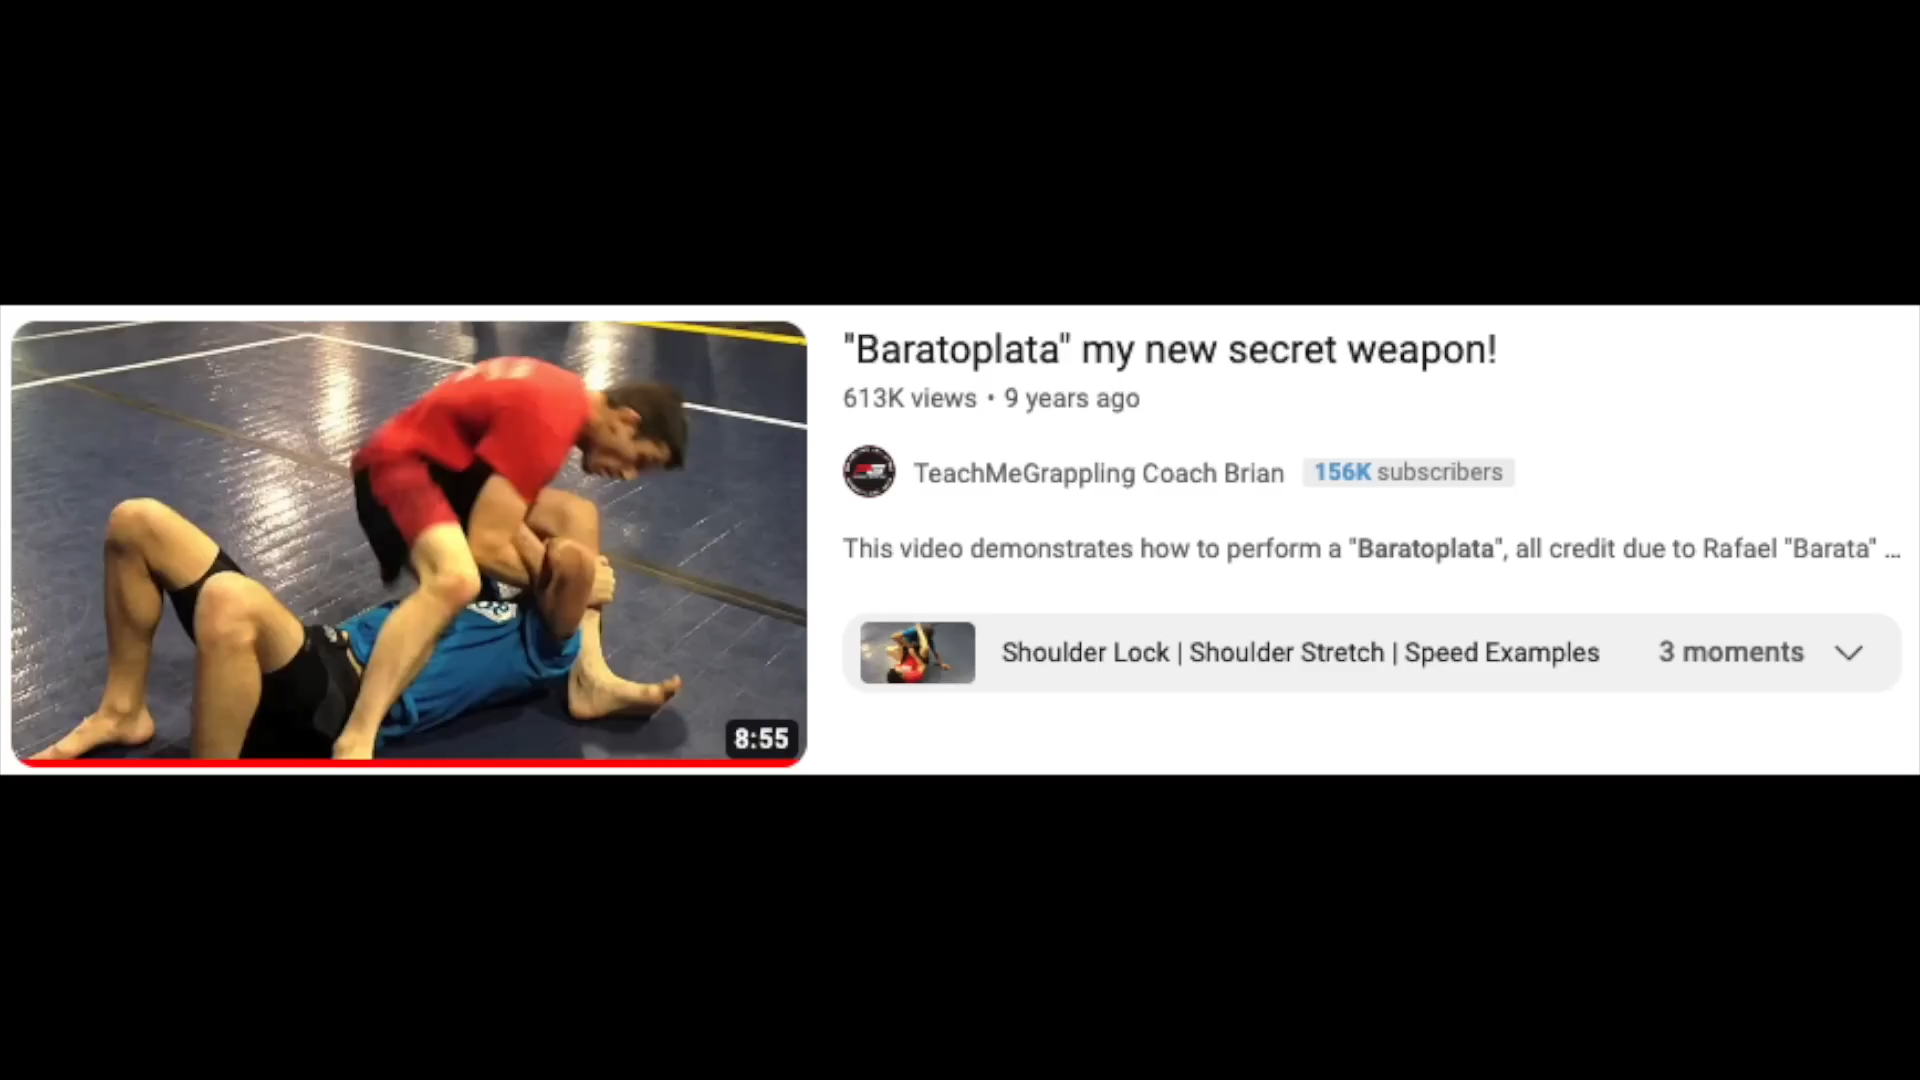 "Baratoplata" my new secret weapon!
613K views • 9 years ago
TeachMeGrappling Coach Brian 156K subscribers
This video demonstrates how to perform a "Baratoplata", all credit due to Rafael "Barata" ...
Shoulder Lock | Shoulder Stretch | Speed Examples 3 moments
8:55